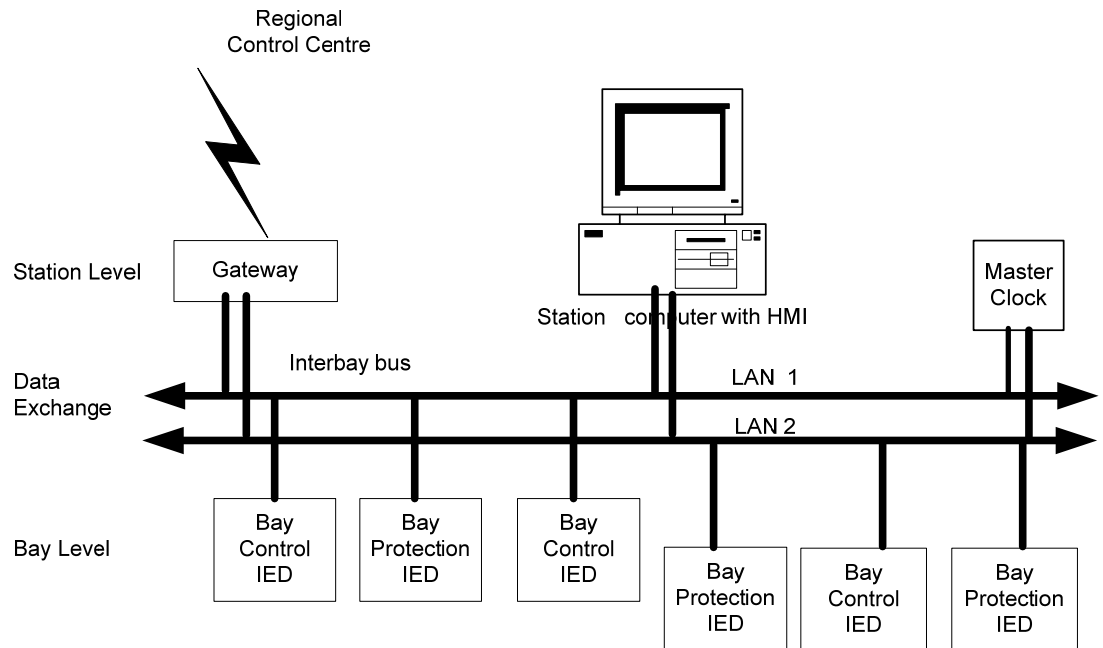 Regional
Control Centre
Station Level
Gateway
Master
Clock
Station computer with HMI
Interbay bus
Data
Exchange
LAN 1
LAN 2
Bay Level
Bay
Control
IED
Bay
Protection
IED
Bay
Control
IED
Bay
Protection
IED
Bay
Control
IED
Bay
Protection
IED